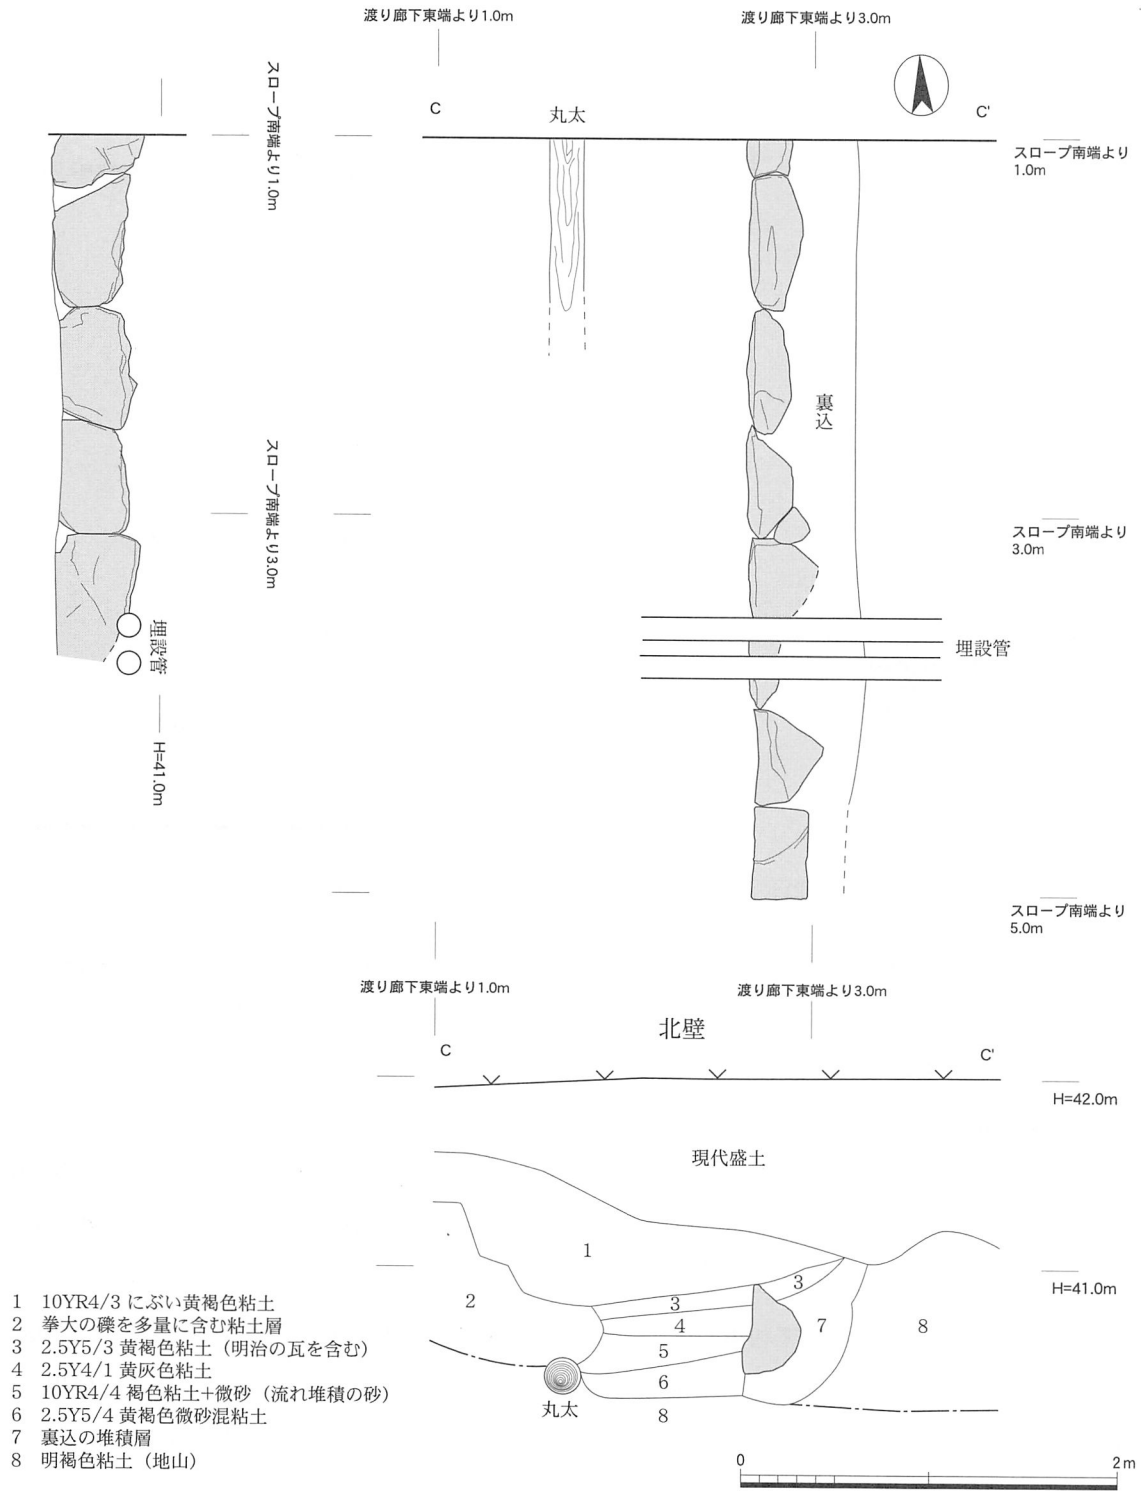 渡り廊下東端より1.0m
渡り廊下東端より3.0m
スロープ南端より1.0m
C
丸太
C'
スロープ南端より
1.0m
裏込
スロープ南端より3.0m
スロープ南端より
3.0m
埋設管
埋設管
H=41.0m
スロープ南端より
5.0m
渡り廊下東端より1.0m
渡り廊下東端より3.0m
北壁
C
C'
H=42.0m
現代盛土
1
2
3
3
4
5
6
7
8
8
H=41.0m
丸太
1 10YR4/3 にぶい黄褐色粘土
2 拳大の礫を多量に含む粘土層
3 2.5Y5/3 黄褐色粘土（明治の瓦を含む）
4 2.5Y4/1 黄灰色粘土
5 10YR4/4 褐色粘土+微砂（流れ堆積の砂）
6 2.5Y5/4 黄褐色微砂混粘土
7 裏込の堆積層
8 明褐色粘土（地山）
0
2m